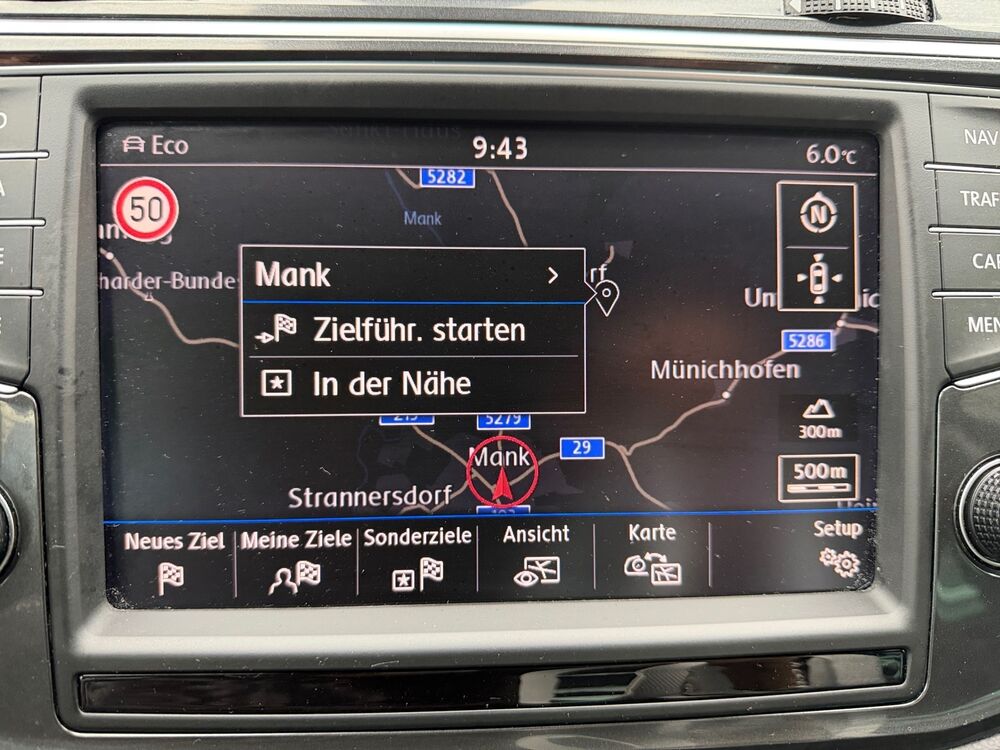 Eco
9:43
6.0°C
50
5282
Mank
N
harder-Bunde
Mank
rf
Zielführ. starten
In der Nähe
5286
Münichhofen
300m
5279
29
Mank
500m
Strannersdorf
Neues Ziel
Meine Ziele
Sonderziele
Ansicht
Karte
Setup
NAV
TRAF
CAR
MEN